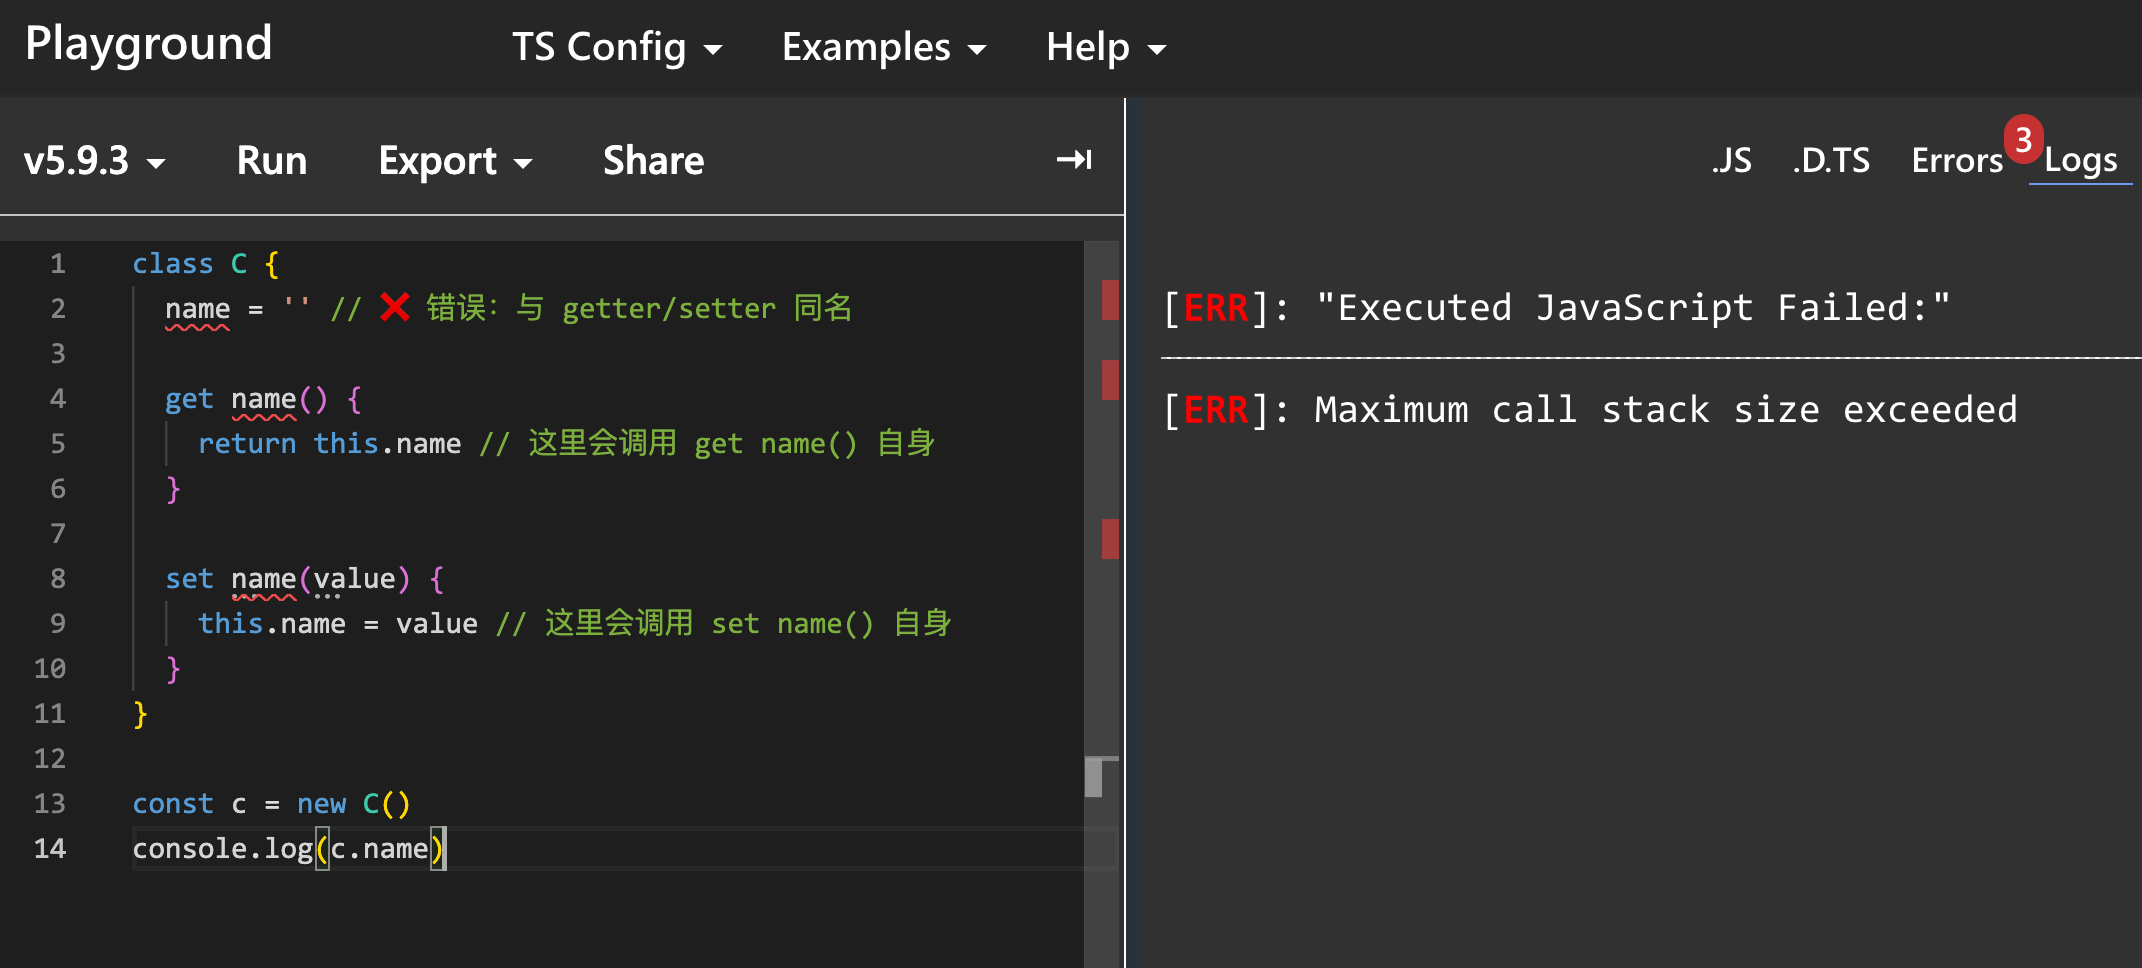 Playground
TS Config
Examples
Help
v5.9.3
Run
Export
Share
.JS
.D.TS
Errors
3
Logs
1 class C {
2 name = '' // ❌ 错误: 与 getter/setter 同名
3
4 get name() {
5 return this.name // 这里会调用 get name() 自身
6 }
7
8 set name(value) {
9 this.name = value // 这里会调用 set name() 自身
10 }
11 }
12
13 const c = new C()
14 console.log(c.name)
[ERR]: "Executed JavaScript Failed:"
[ERR]: Maximum call stack size exceeded